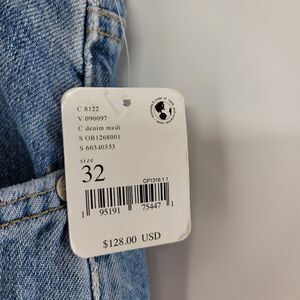 C 8122
V 090097
C denim medi
S OB1268001
S 60340353
size
32
CP1316 1 1
1 95191 75447 1
$128.00 USD